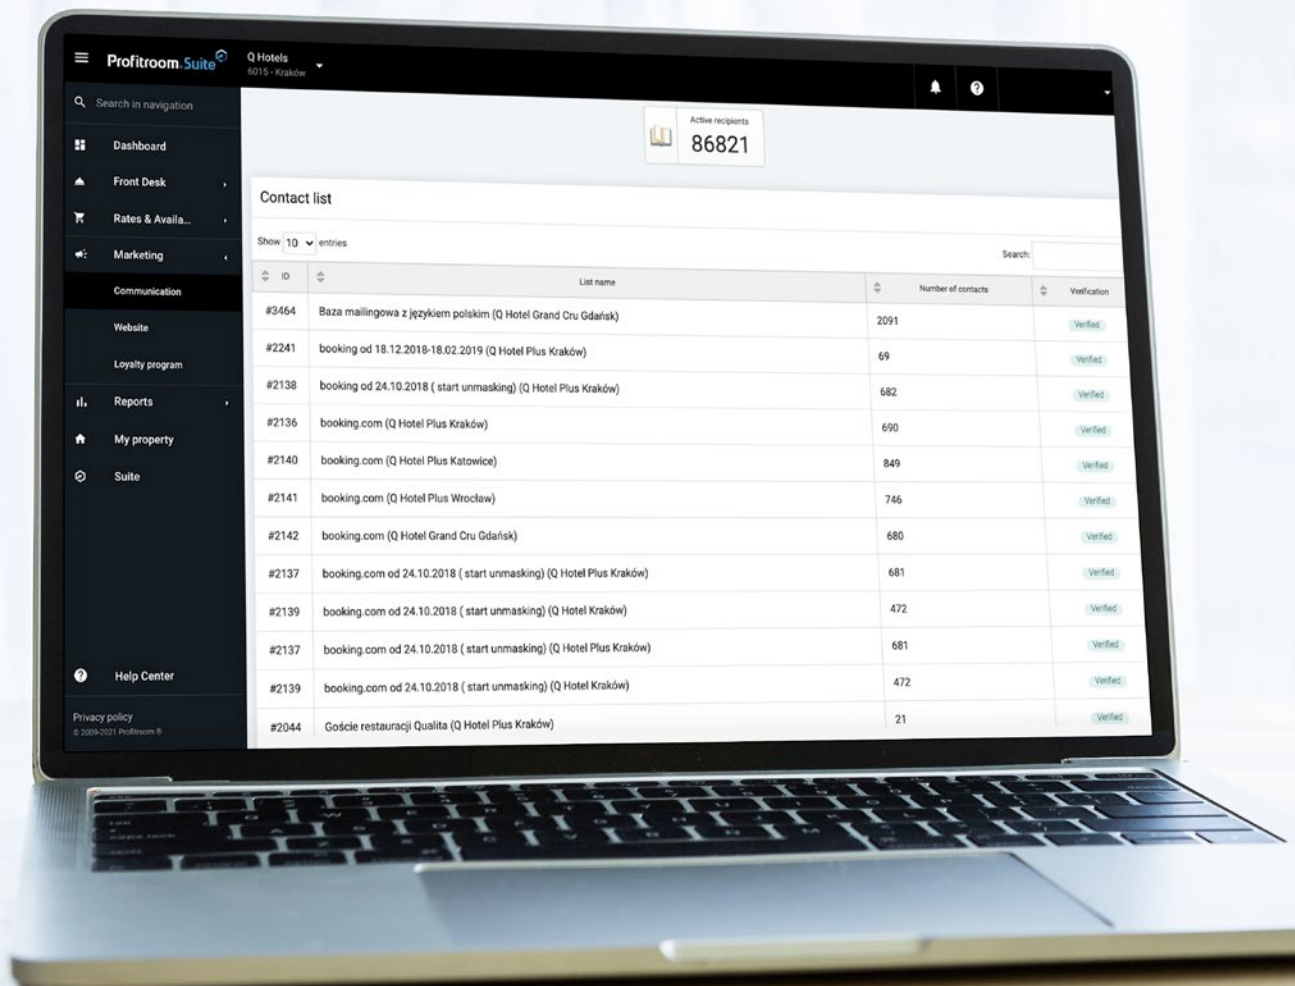 Profitroom.Suite
Q Hotels
6015 - Kraków
Search in navigation
Dashboard
Front Desk
Rates & Availa...
Marketing
Communication
Website
Loyalty program
Reports
My property
Suite
Help Center
Privacy policy
© 2009-2021 Profitroom ®
Active recipients
86821
Contact list
Show 10 entries
Search:
ID List name Number of contacts Verification
#3464 Baza mailingowa z językiem polskim (Q Hotel Grand Cru Gdańsk) 2091 Verified
#2241 booking od 18.12.2018-18.02.2019 (Q Hotel Plus Kraków) 69 Verified
#2138 booking od 24.10.2018 ( start unmasking) (Q Hotel Plus Kraków) 682 Verified
#2136 booking.com (Q Hotel Plus Kraków) 690 Verified
#2140 booking.com (Q Hotel Plus Katowice) 849 Verified
#2141 booking.com (Q Hotel Plus Wrocław) 746 Verified
#2142 booking.com (Q Hotel Grand Cru Gdańsk) 680 Verified
#2137 booking.com od 24.10.2018 ( start unmasking) (Q Hotel Plus Kraków) 681 Verified
#2139 booking.com od 24.10.2018 ( start unmasking) (Q Hotel Kraków) 472 Verified
#2137 booking.com od 24.10.2018 ( start unmasking) (Q Hotel Plus Kraków) 681 Verified
#2139 booking.com od 24.10.2018 ( start unmasking) (Q Hotel Kraków) 472 Verified
#2044 Goście restauracji Qualita (Q Hotel Plus Kraków) 21 Verified